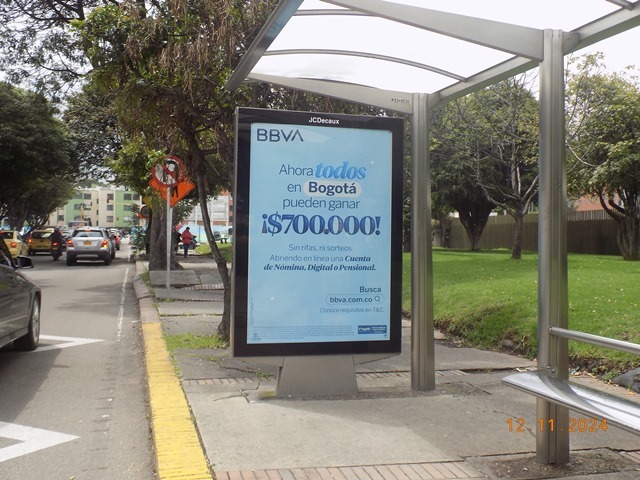 JCDecaux
BBVA
Ahora todos
en Bogotá
pueden ganar
¡$700.000!
Sin rifas, ni sorteos.
Abriendo en línea una Cuenta
de Nómina, Digital o Pensional.
Busca
bbva.com.co
Conoce requisitos en T&C.
12.11.2024